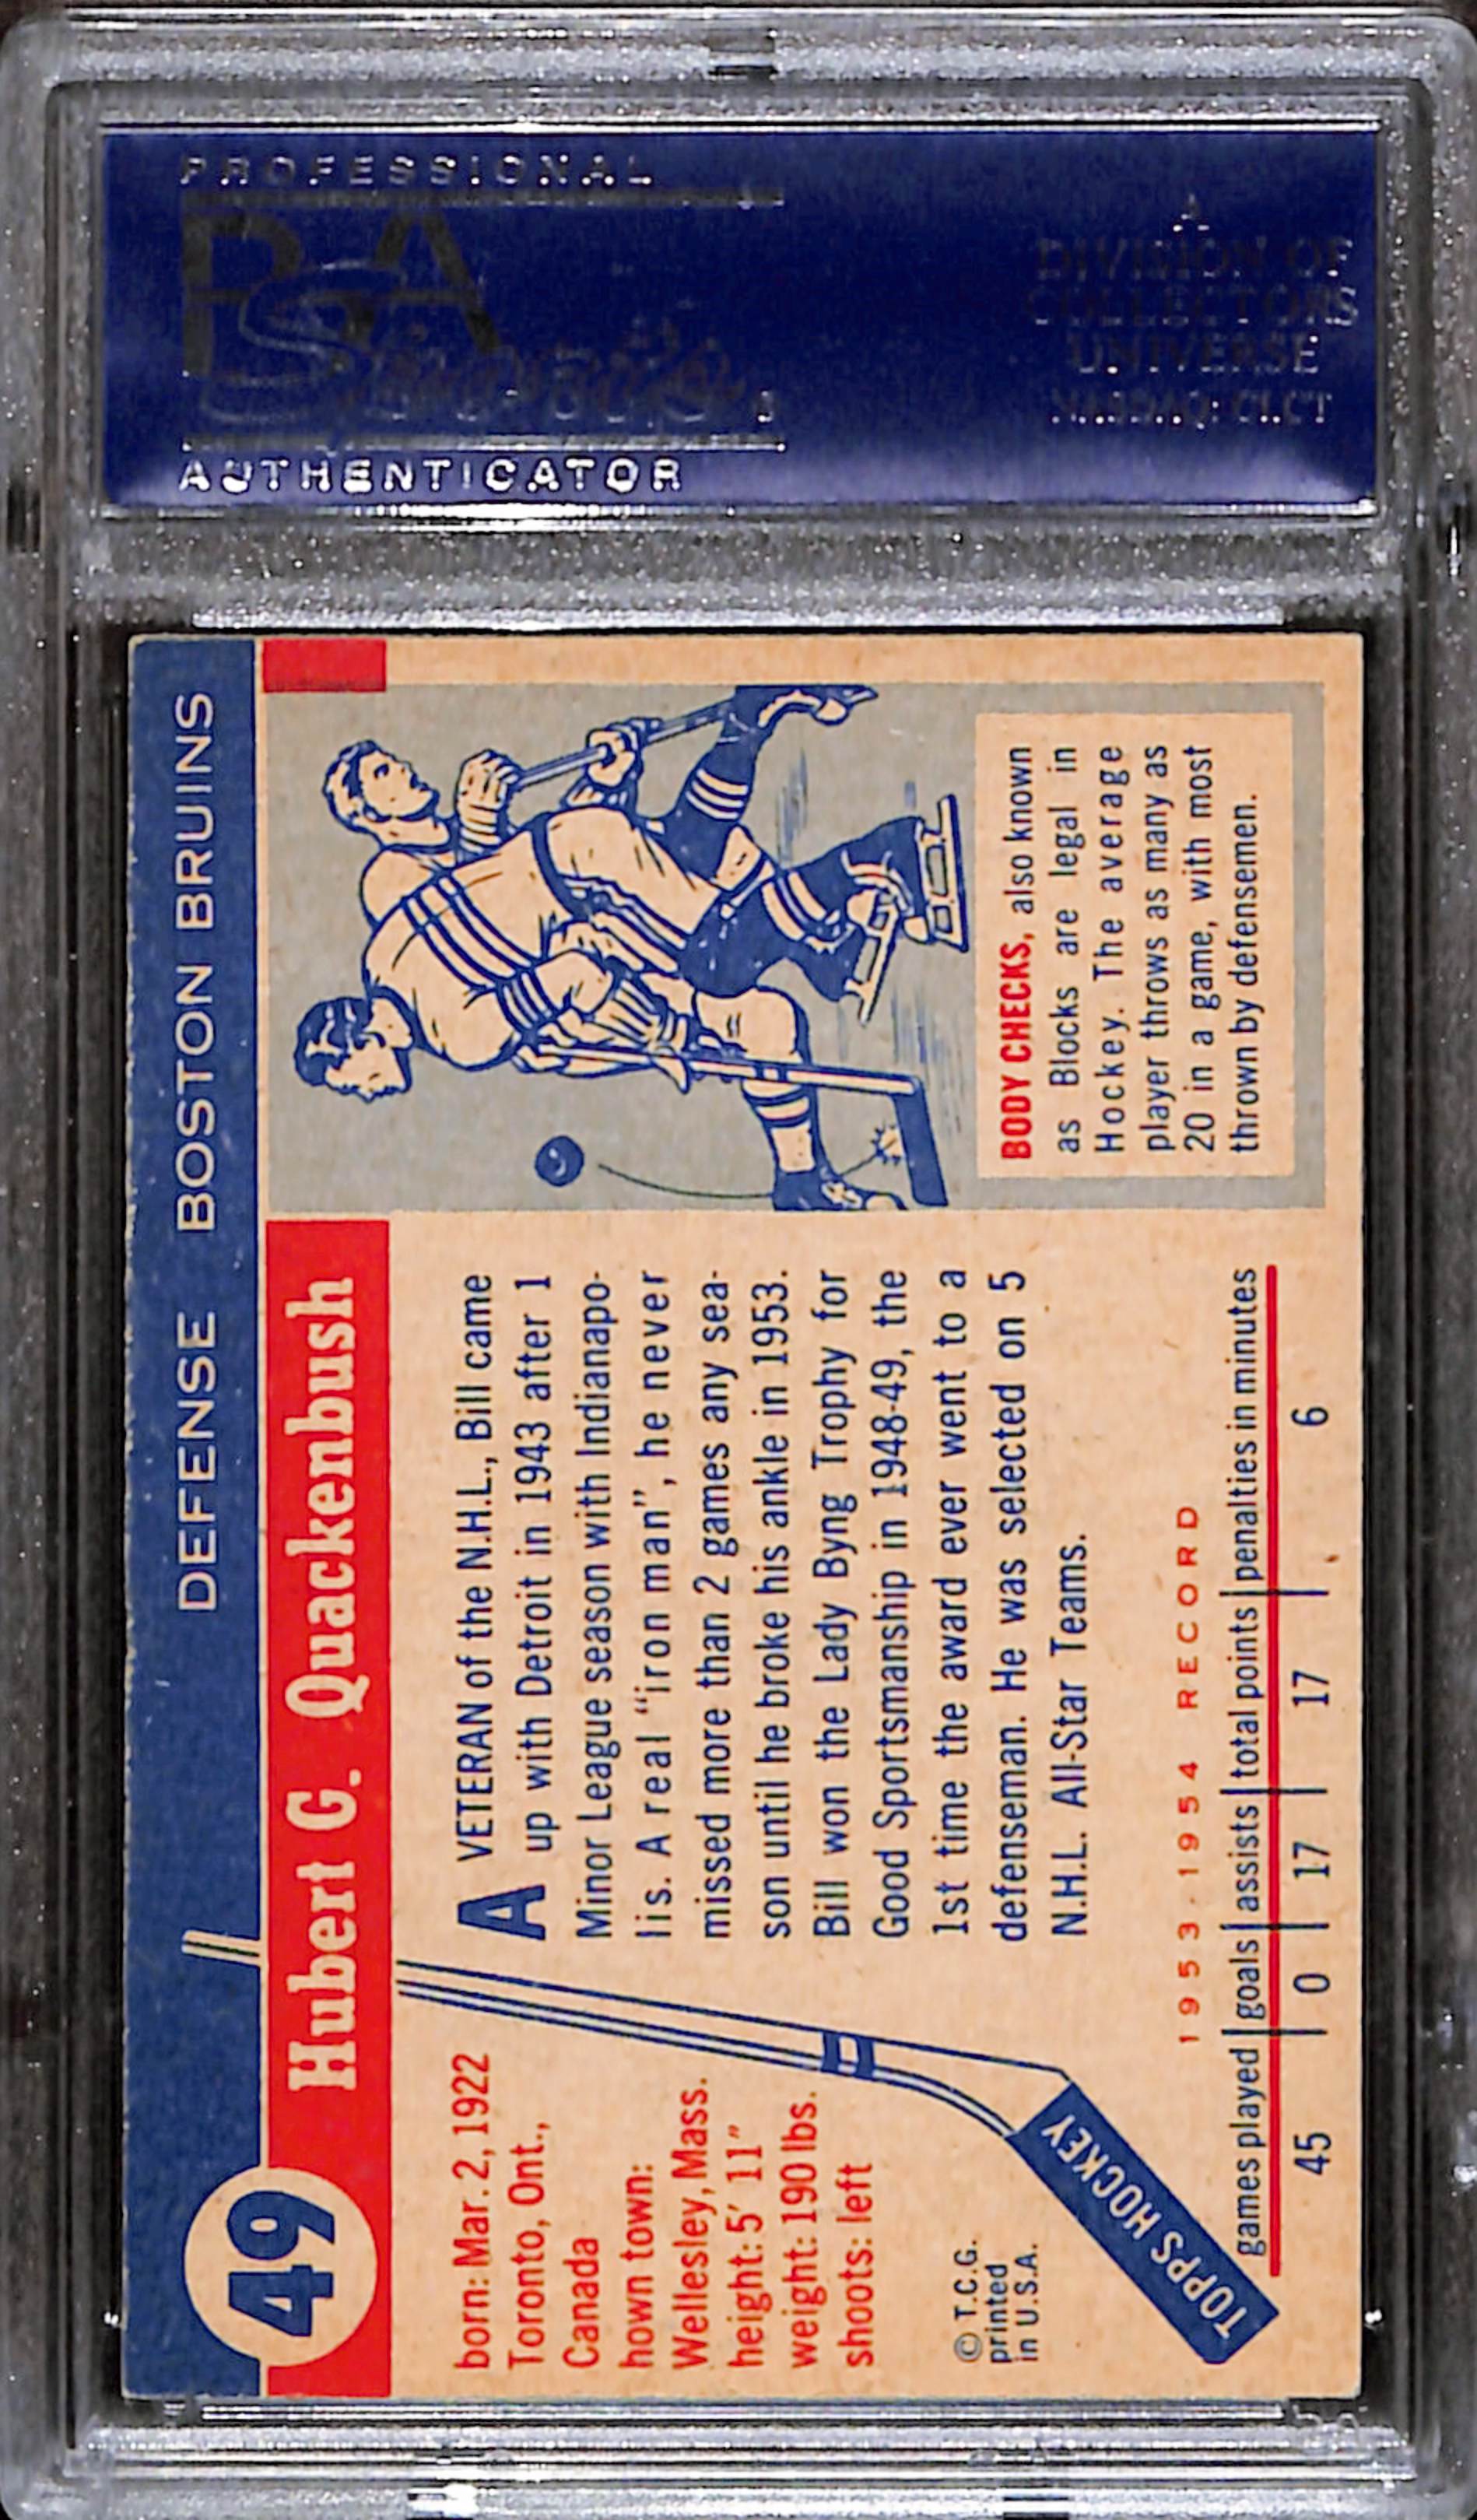 PROFESSIONAL
PSA
AUTHENTICATOR
A
DIVISION OF
COLLECTORS
UNIVERSE
NASDAQ: CLCT
DEFENSE BOSTON BRUINS
49
Hubert G. Quackenbush
born: Mar. 2, 1922
Toronto, Ont.,
Canada
hown town:
Wellesley, Mass.
height: 5' 11"
weight: 190 lbs.
shoots: left
© T.C.G.
printed
in U.S.A.
TOPPS HOCKEY
A VETERAN of the N.H.L., Bill came
up with Detroit in 1943 after 1
Minor League season with Indianapo-
lis. A real "iron man", he never
missed more than 2 games any sea-
son until he broke his ankle in 1953.
Bill won the Lady Byng Trophy for
Good Sportsmanship in 1948-49, the
1st time the award ever went to a
defenseman. He was selected on 5
N.H.L. All-Star Teams.
BODY CHECKS, also known
as Blocks are legal in
Hockey. The average
player throws as many as
20 in a game, with most
thrown by defensemen.
1953-1954 RECORD
games played goals assists total points penalties in minutes
45 0 17 17 6